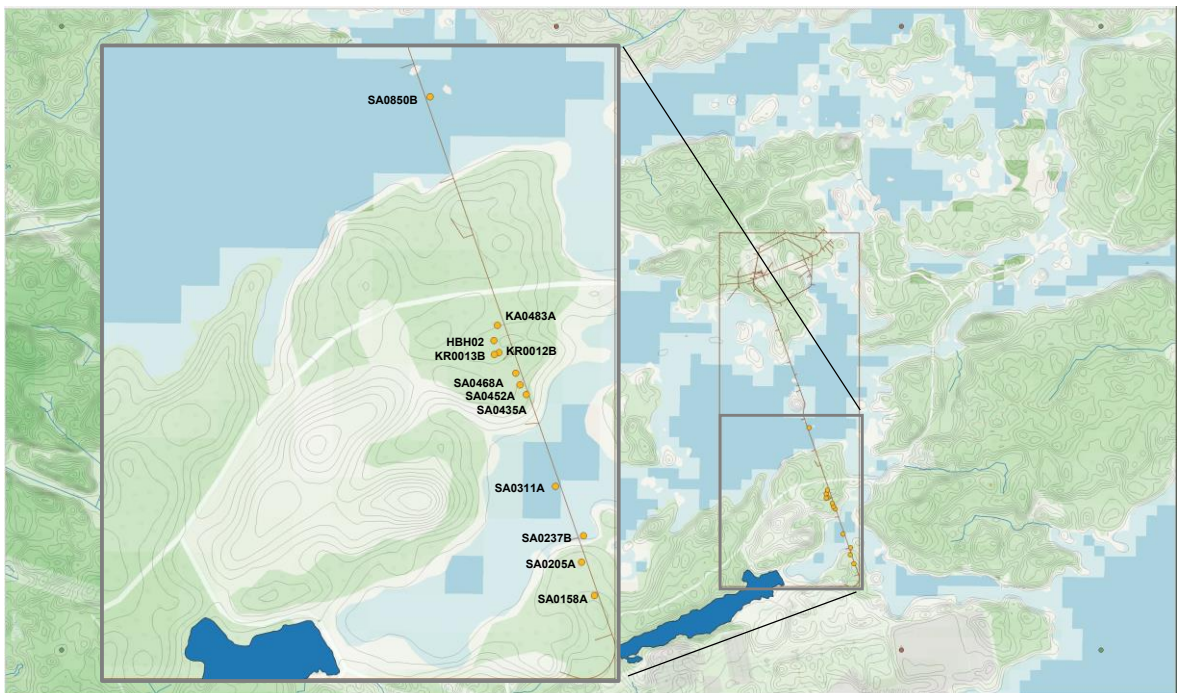 SA0850B
KA0483A
HBH02
KR0013B KR0012B
SA0468A
SA0452A
SA0435A
SA0311A
SA0237B
SA0205A
SA0158A